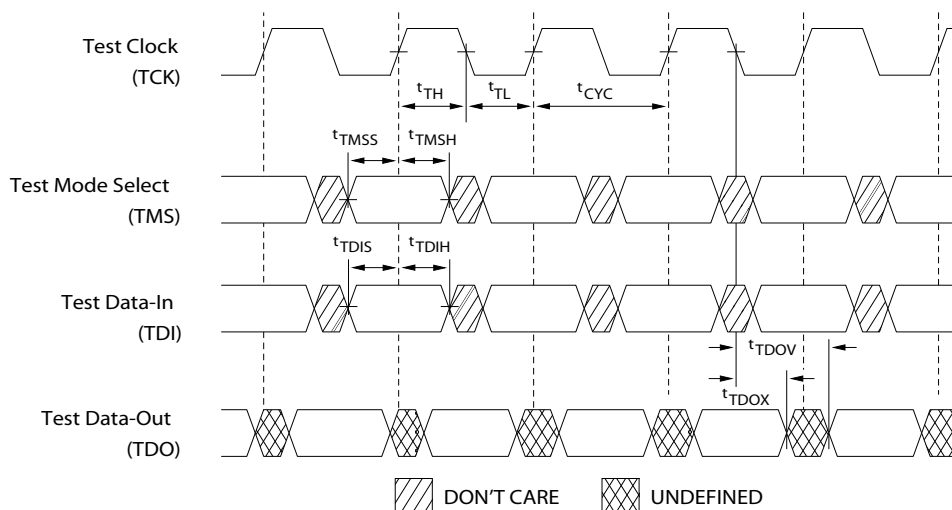 Test Clock
(TCK)
tTH
tTL
tCYC
tTMSS
tTMSH
Test Mode Select
(TMS)
tTDIS
tTDIH
Test Data-In
(TDI)
tTDOV
tTDOX
Test Data-Out
(TDO)
DON'T CARE
UNDEFINED